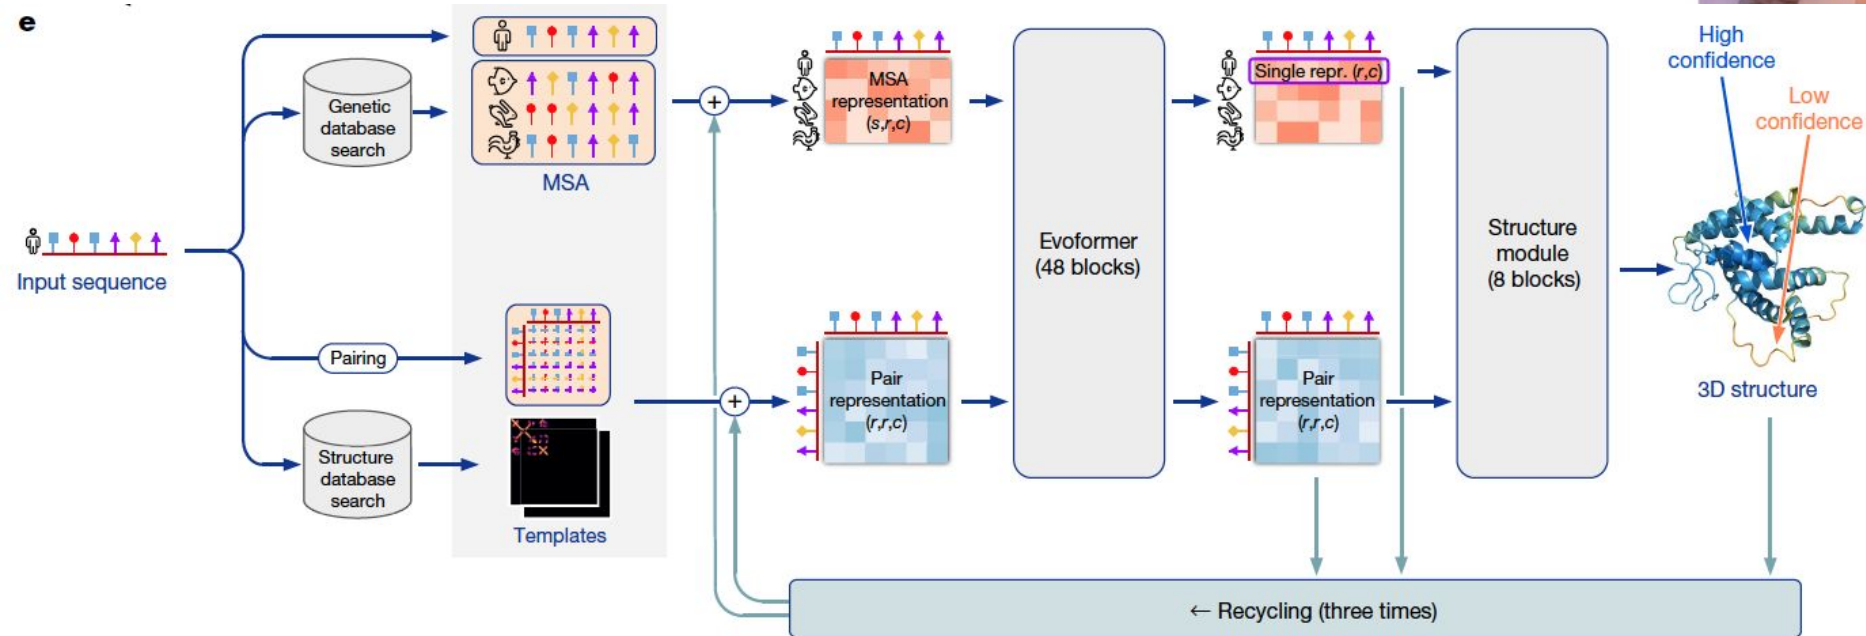 e
Genetic
database
search
MSA
Input sequence
Pairing
Structure
database
search
Templates
+
+
MSA
representation
(s,r,c)
Pair
representation
(r,r,c)
Evoformer
(48 blocks)
Single repr. (r,c)
Pair
representation
(r,r,c)
Structure
module
(8 blocks)
High
confidence
Low
confidence
3D structure
← Recycling (three times)